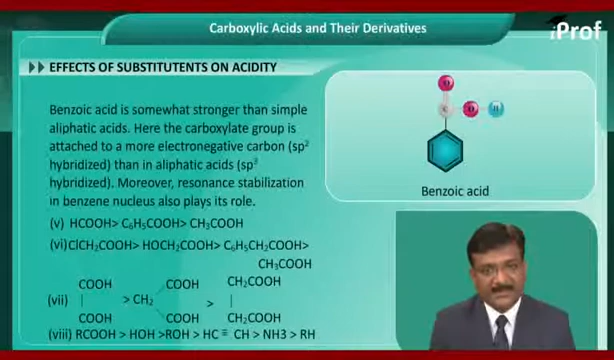 Carboxylic Acids and Their Derivatives
iProf
EFFECTS OF SUBSTITUTENTS ON ACIDITY
Benzoic acid is somewhat stronger than simple
aliphatic acids. Here the carboxylate group is
attached to a more electronegative carbon (sp²
hybridized) than in aliphatic acids (sp³
hybridized). Moreover, resonance stabilization
in benzene nucleus also plays its role.
(v) HCOOH> C₆H₅COOH> CH₃COOH
(vi)ClCH₂COOH> HOCH₂COOH> C₆H₅CH₂COOH>
CH₃COOH
COOH COOH CH₂COOH
(vii) | > CH₂ > |
COOH COOH CH₂COOH
(viii) RCOOH > HOH >ROH > HC ≡ CH > NH3 > RH
O
C O H
Benzoic acid